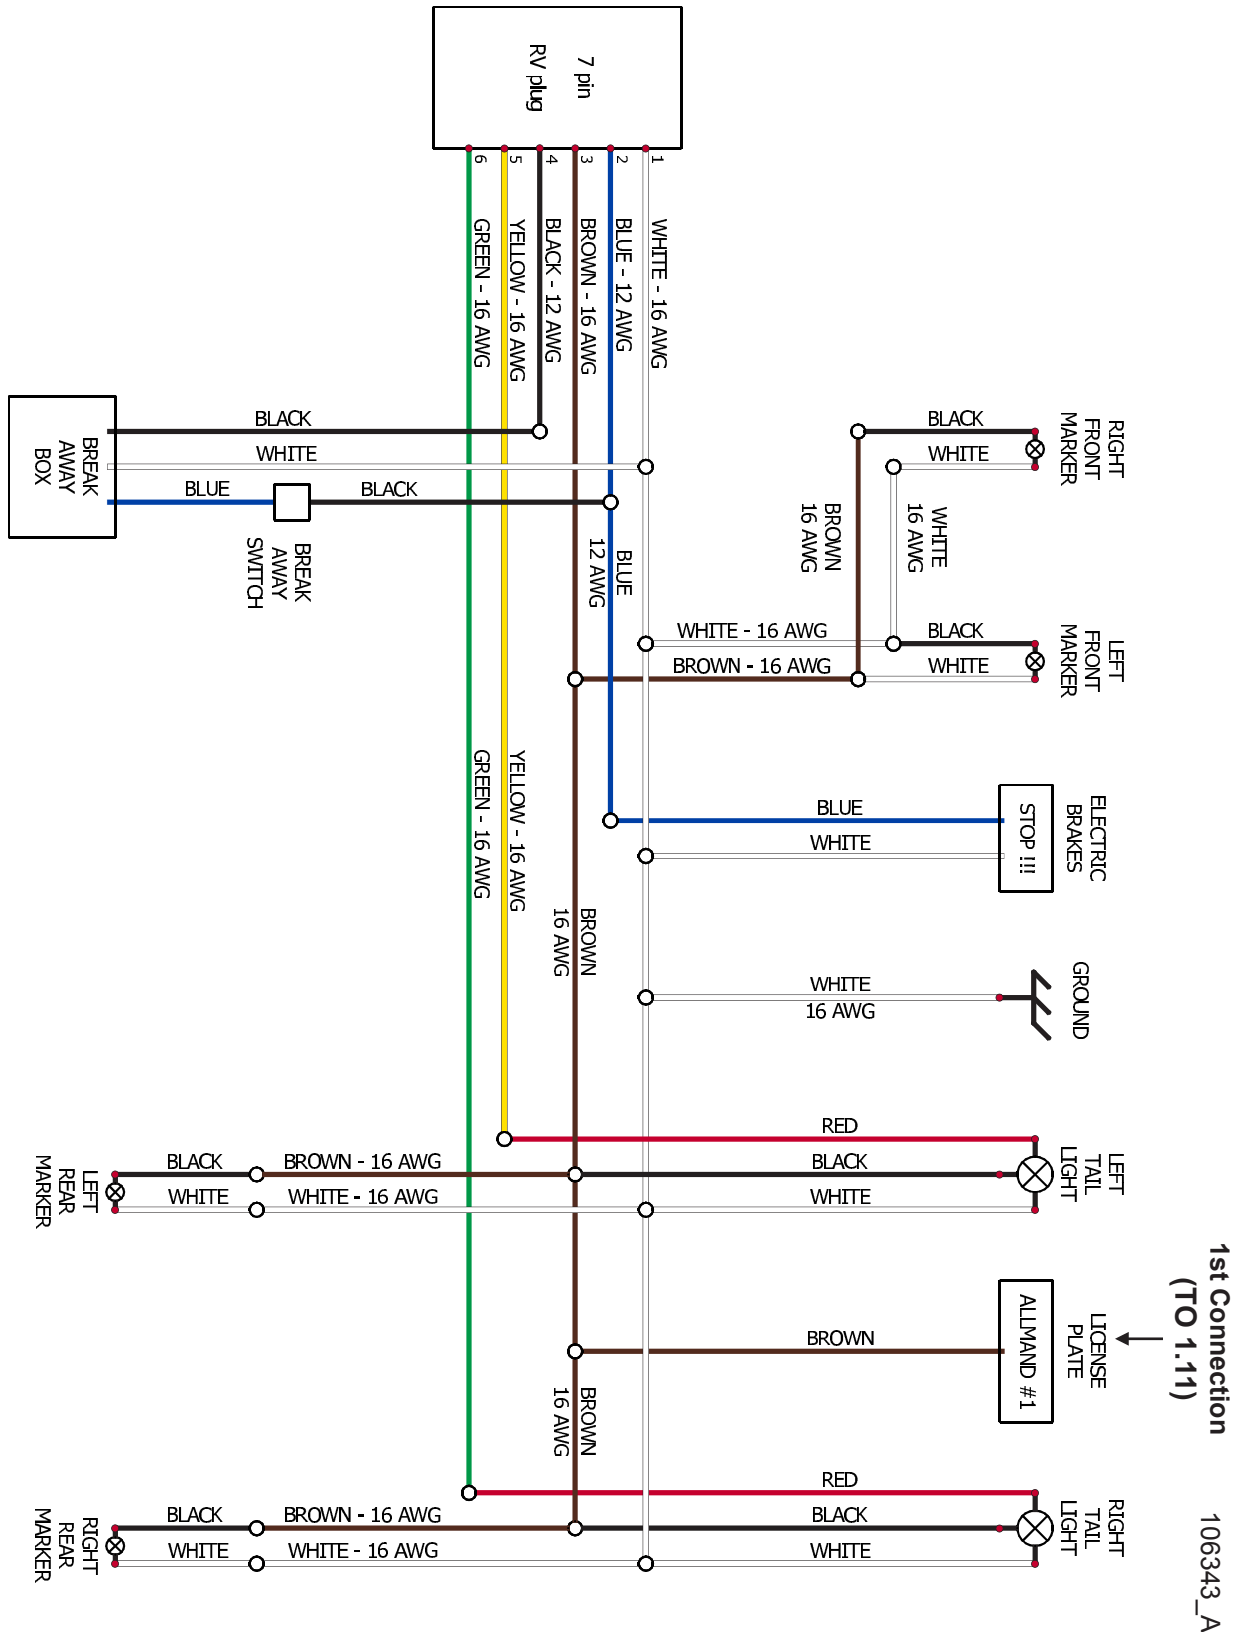 7 pin
RV plug
1
2
3
4
5
6
WHITE - 16 AWG
BLUE - 12 AWG
BROWN - 16 AWG
BLACK - 12 AWG
YELLOW - 16 AWG
GREEN - 16 AWG
BREAK
AWAY
BOX
BLACK
WHITE
BLUE
BLACK
BREAK
AWAY
SWITCH
BLUE
12 AWG
RIGHT
FRONT
MARKER
BLACK
WHITE
WHITE
16 AWG
BROWN
16 AWG
LEFT
FRONT
MARKER
BLACK
WHITE
WHITE - 16 AWG
BROWN - 16 AWG
ELECTRIC
BRAKES
STOP !!!
BLUE
WHITE
YELLOW - 16 AWG
GREEN - 16 AWG
BROWN
16 AWG
GROUND
WHITE
16 AWG
LEFT
TAIL
LIGHT
RED
BLACK
WHITE
BROWN - 16 AWG
WHITE - 16 AWG
BLACK
WHITE
LEFT
REAR
MARKER
1st Connection
(TO 1.11)
LICENSE
PLATE
ALLMAND #1
BROWN
BROWN
16 AWG
RIGHT
TAIL
LIGHT
RED
BLACK
WHITE
BROWN - 16 AWG
WHITE - 16 AWG
BLACK
WHITE
RIGHT
REAR
MARKER
106343_A